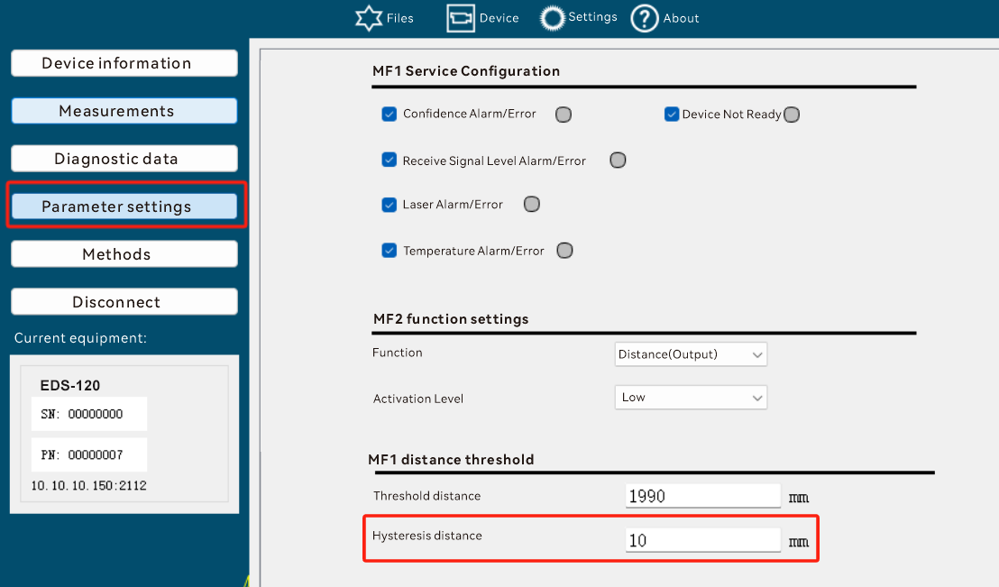 Files Device Settings About
Device information
Measurements
Diagnostic data
Parameter settings
Methods
Disconnect
Current equipment:
EDS-120
SN: 00000000
PN: 00000007
10.10.10.150:2112
MF1 Service Configuration
Confidence Alarm/Error Device Not Ready
Receive Signal Level Alarm/Error
Laser Alarm/Error
Temperature Alarm/Error
MF2 function settings
Function Distance(Output)
Activation Level Low
MF1 distance threshold
Threshold distance 1990 mm
Hysteresis distance 10 mm